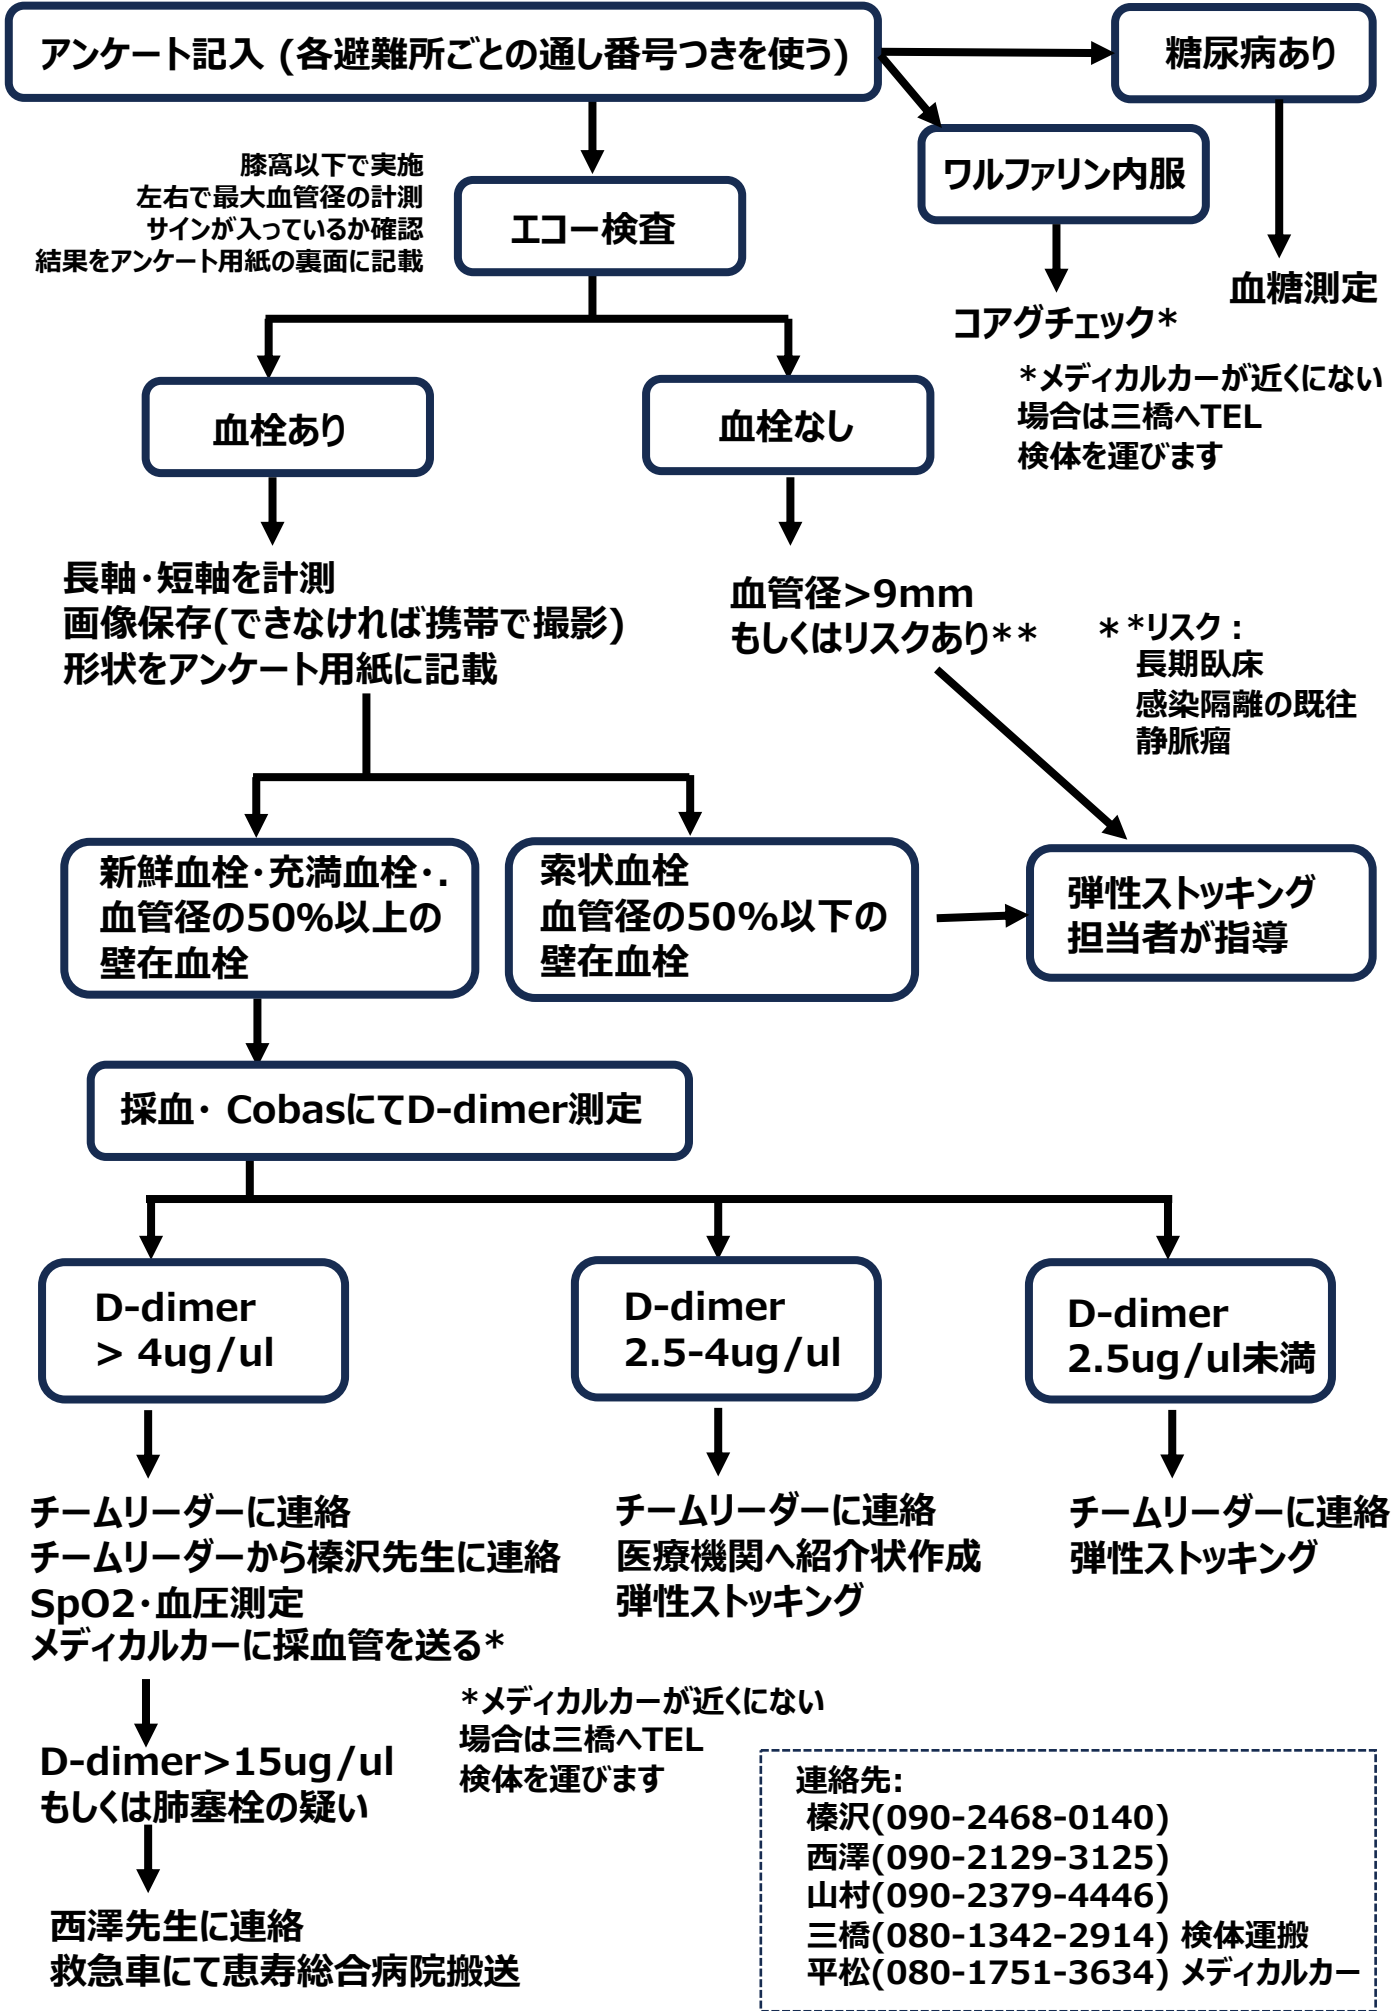 アンケート記入 (各避難所ごとの通し番号つきを使う)
糖尿病あり
ワルファリン内服
膝窩以下で実施
左右で最大血管径の計測
サインが入っているか確認
結果をアンケート用紙の裏面に記載
エコー検査
血糖測定
コアグチェック*
*メディカルカーが近くにない
場合は三橋へTEL
検体を運びます
血栓あり
血栓なし
長軸・短軸を計測
画像保存(できなければ携帯で撮影)
形状をアンケート用紙に記載
血管径>9mm
もしくはリスクあり**
**リスク：
長期臥床
感染隔離の既往
静脈瘤
新鮮血栓・充満血栓・.
血管径の50%以上の
壁在血栓
索状血栓
血管径の50%以下の
壁在血栓
弾性ストッキング
担当者が指導
採血・ CobasにてD-dimer測定
D-dimer
> 4ug/ul
D-dimer
2.5-4ug/ul
D-dimer
2.5ug/ul未満
チームリーダーに連絡
チームリーダーから榛沢先生に連絡
SpO2・血圧測定
メディカルカーに採血管を送る*
チームリーダーに連絡
医療機関へ紹介状作成
弾性ストッキング
チームリーダーに連絡
弾性ストッキング
*メディカルカーが近くにない
場合は三橋へTEL
検体を運びます
D-dimer>15ug/ul
もしくは肺塞栓の疑い
西澤先生に連絡
救急車にて恵寿総合病院搬送
連絡先:
榛沢(090-2468-0140)
西澤(090-2129-3125)
山村(090-2379-4446)
三橋(080-1342-2914) 検体運搬
平松(080-1751-3634) メディカルカー